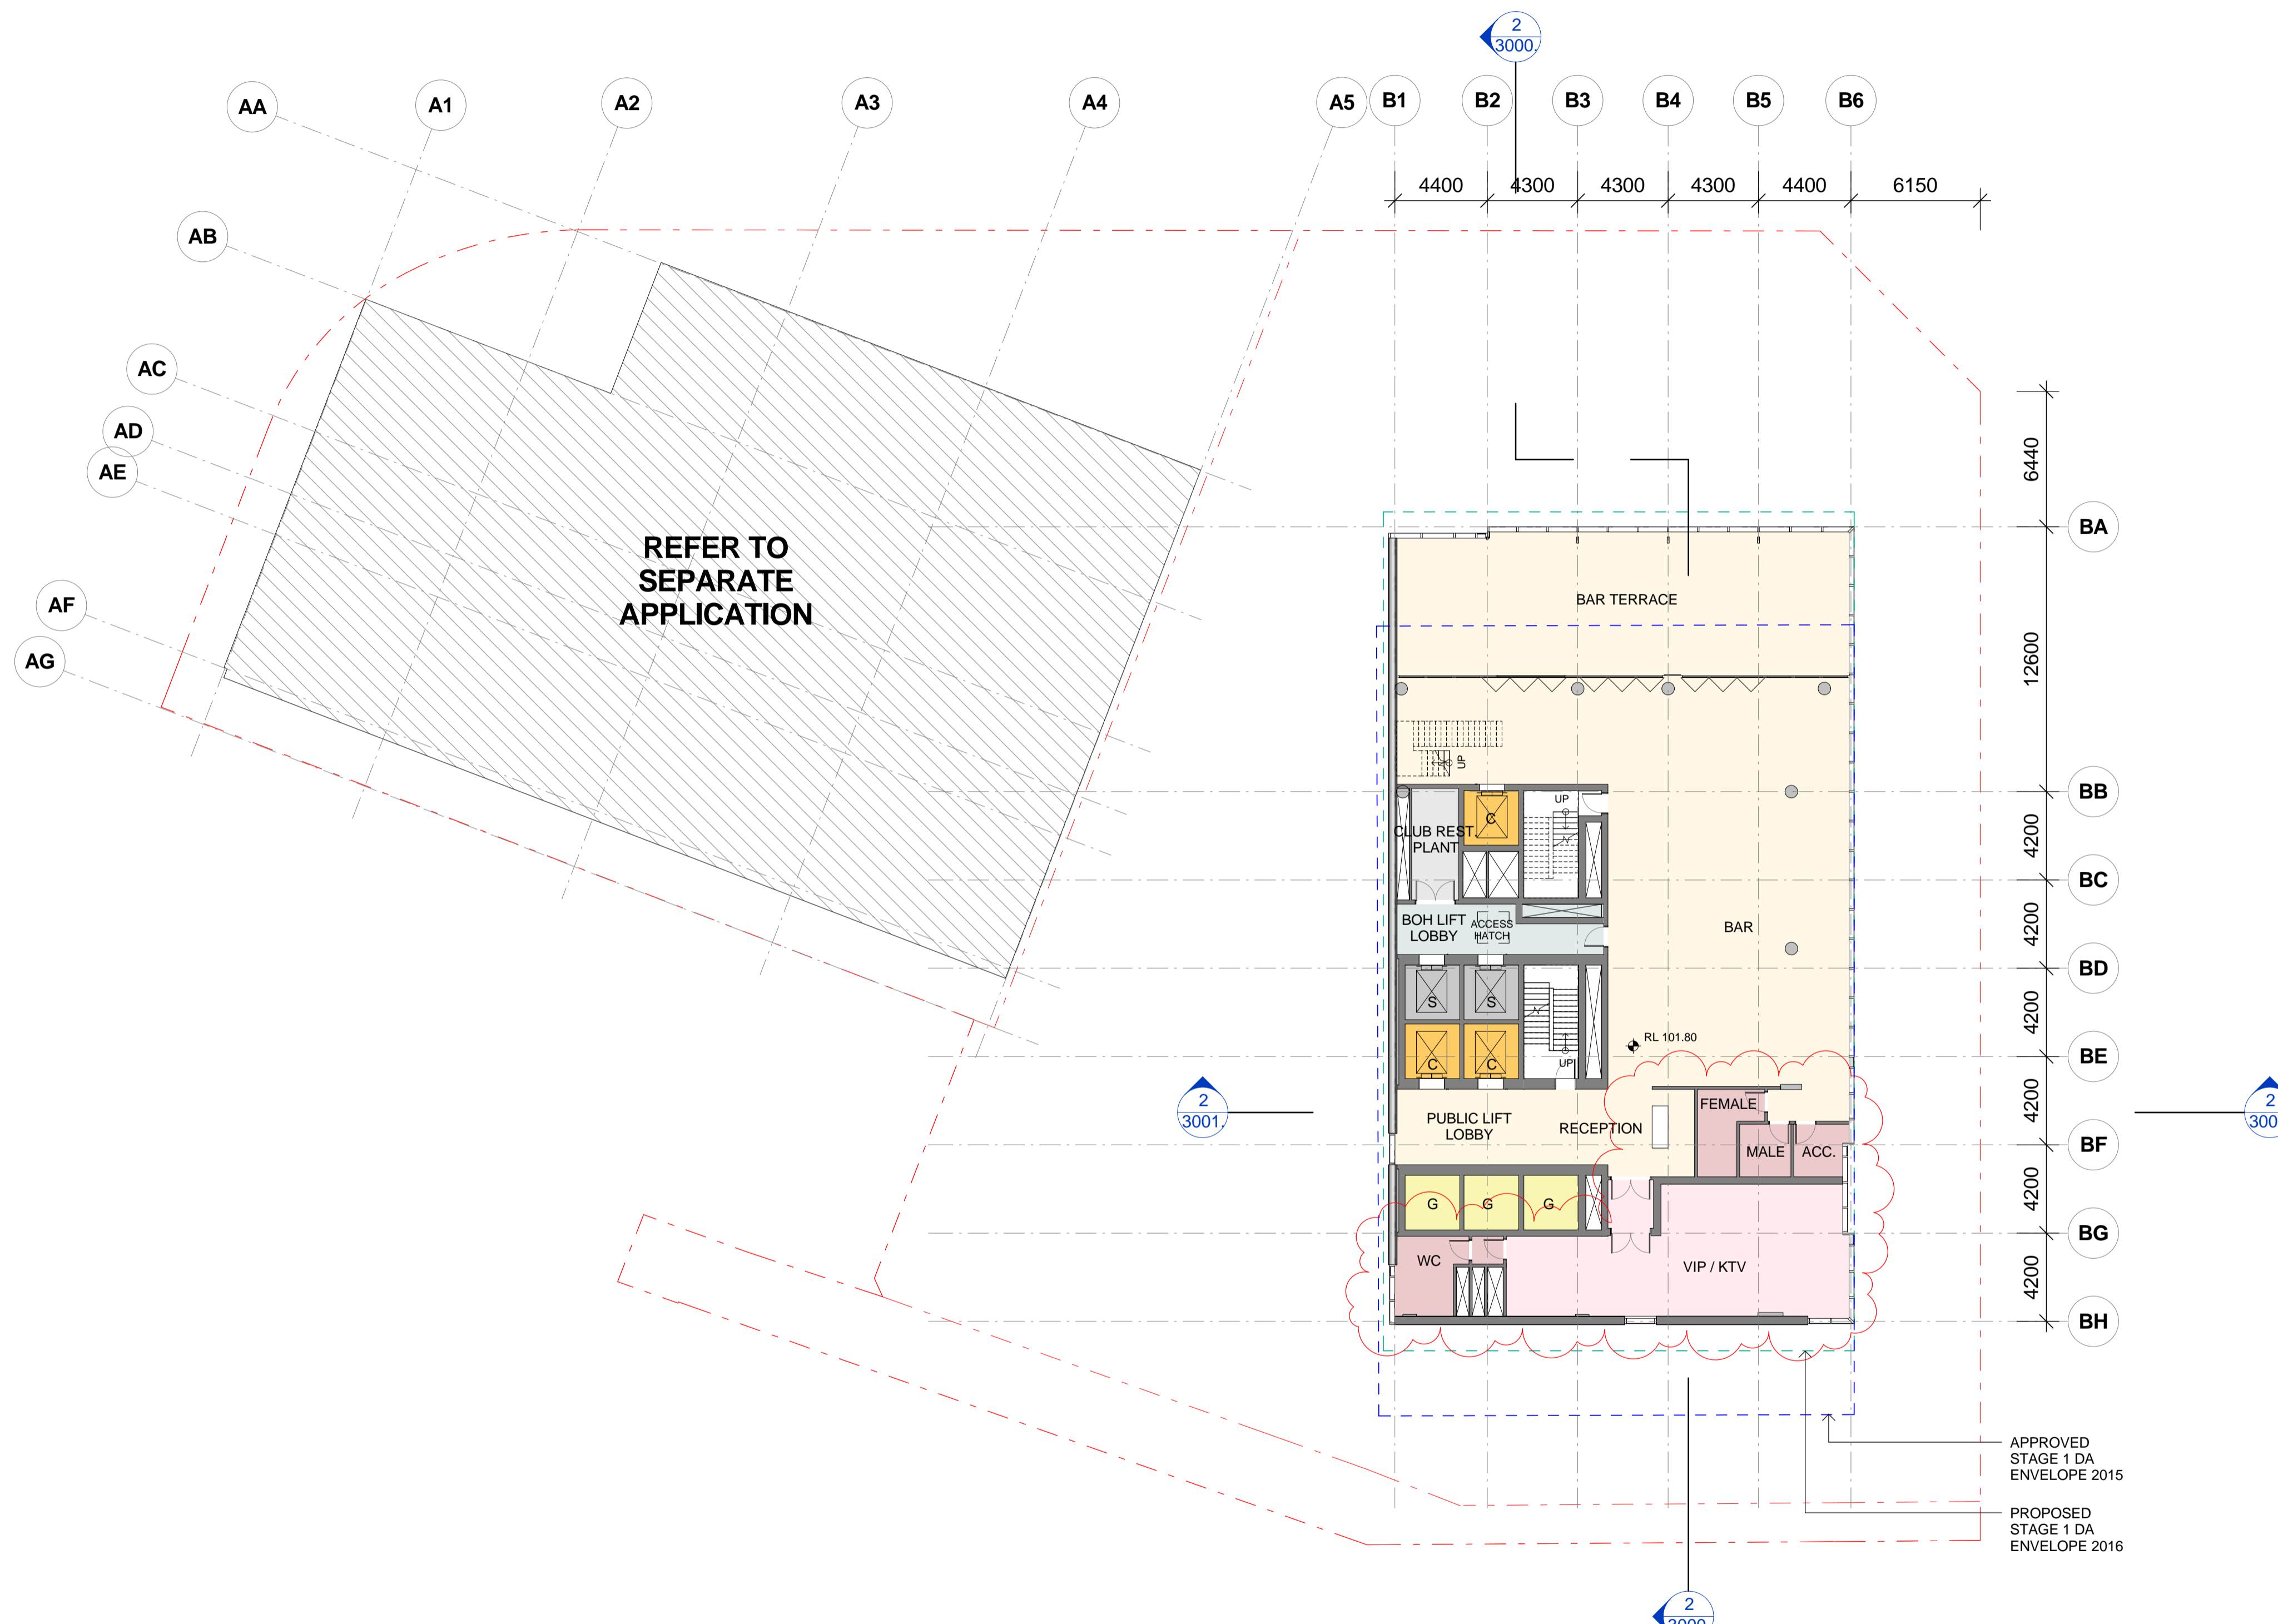 2
3000.
AA
A1
A2
A3
A4
A5
B1
B2
B3
B4
B5
B6
4400
4300
4300
4300
4400
6150
AB
AC
AD
AE
AF
AG
REFER TO
SEPARATE
APPLICATION
6440
BA
12600
BB
4200
BC
4200
BD
4200
BE
4200
BF
4200
BG
4200
BH
BAR TERRACE
UP
UP
C
CLUB REST.
PLANT
BOH LIFT
LOBBY
ACCESS
HATCH
BAR
S
S
RL 101.80
C
C
UP
FEMALE
PUBLIC LIFT
LOBBY
RECEPTION
MALE
ACC.
G
G
G
WC
VIP / KTV
2
3001.
2
300
APPROVED
STAGE 1 DA
ENVELOPE 2015
PROPOSED
STAGE 1 DA
ENVELOPE 2016
2
3000